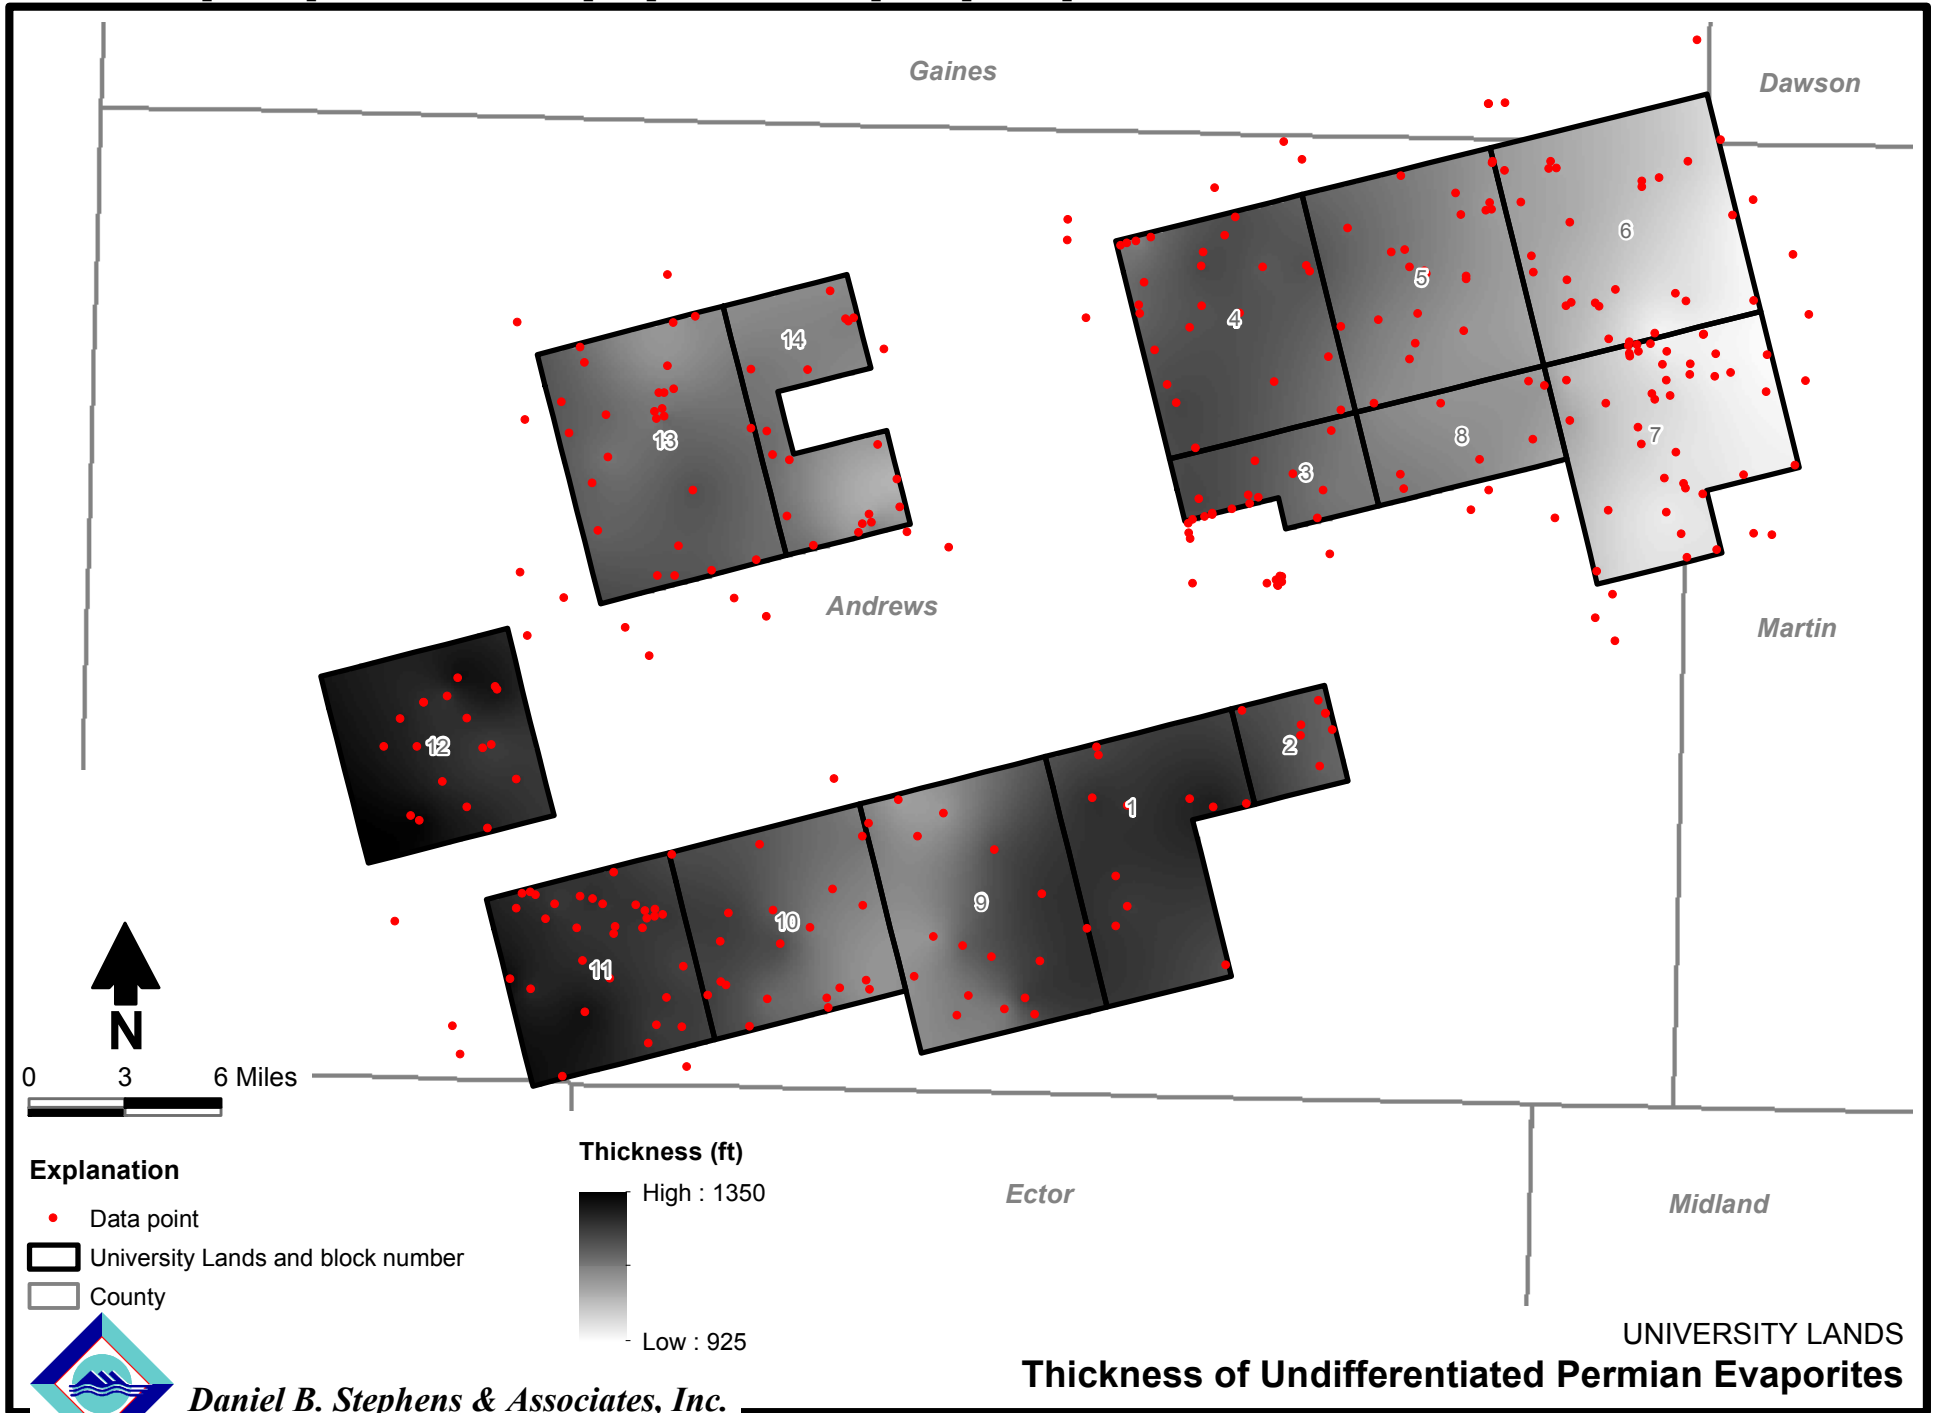 Gaines
Dawson
6
5
4
14
13
8
7
3
Andrews
Martin
12
2
1
9
10
11
N
0 3 6 Miles
Explanation
Data point
University Lands and block number
County
Thickness (ft)
High : 1350
Low : 925
Ector
Midland
UNIVERSITY LANDS
Thickness of Undifferentiated Permian Evaporites
Daniel B. Stephens & Associates, Inc.